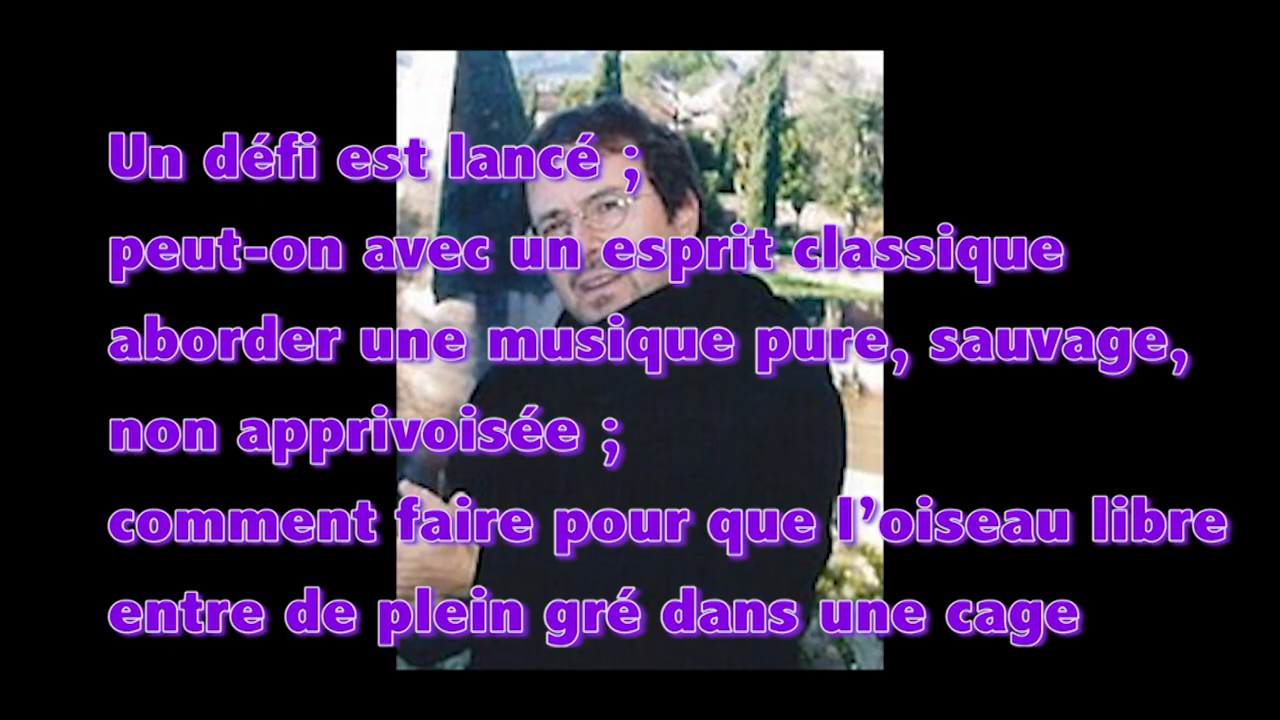 Un défi est lancé ;
peut-on avec un esprit classique
aborder une musique pure, sauvage,
non apprivoisée ;
comment faire pour que l’oiseau libre
entre de plein gré dans une cage